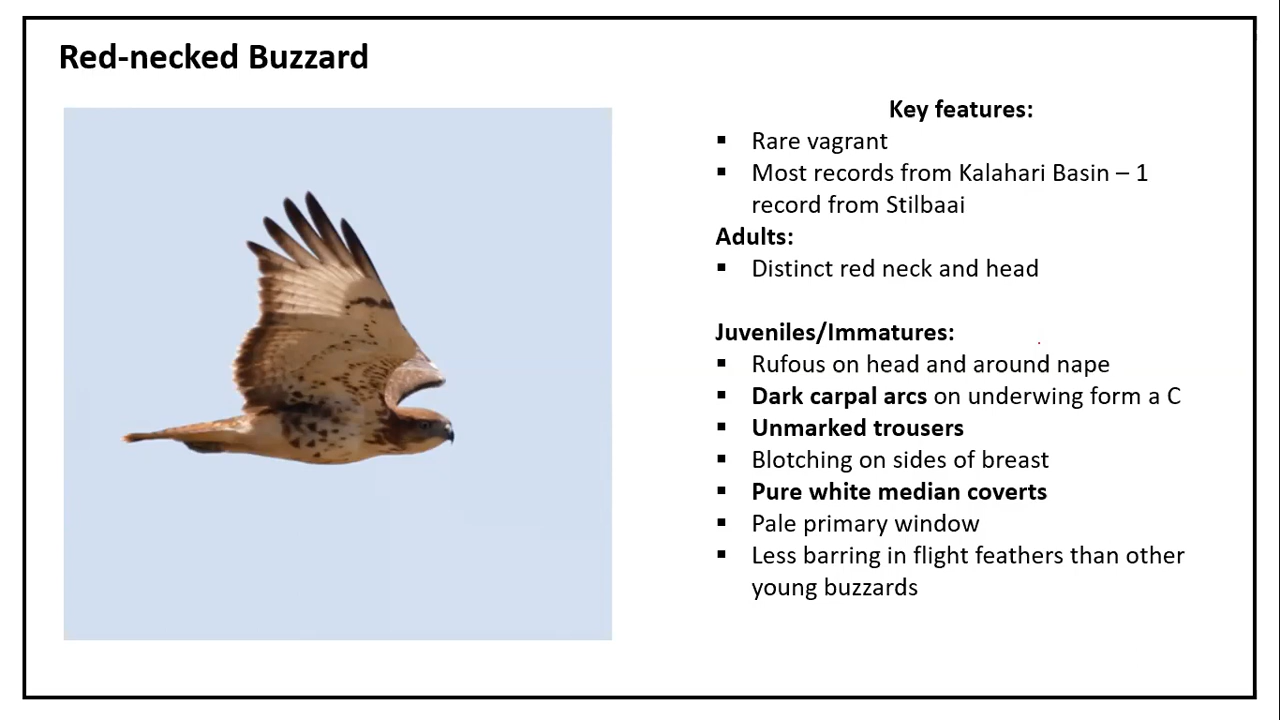 Red-necked Buzzard
Key features:
▪ Rare vagrant
▪ Most records from Kalahari Basin – 1
record from Stilbaai
Adults:
▪ Distinct red neck and head
Juveniles/Immatures:
▪ Rufous on head and around nape
▪ Dark carpal arcs on underwing form a C
▪ Unmarked trousers
▪ Blotching on sides of breast
▪ Pure white median coverts
▪ Pale primary window
▪ Less barring in flight feathers than other
young buzzards